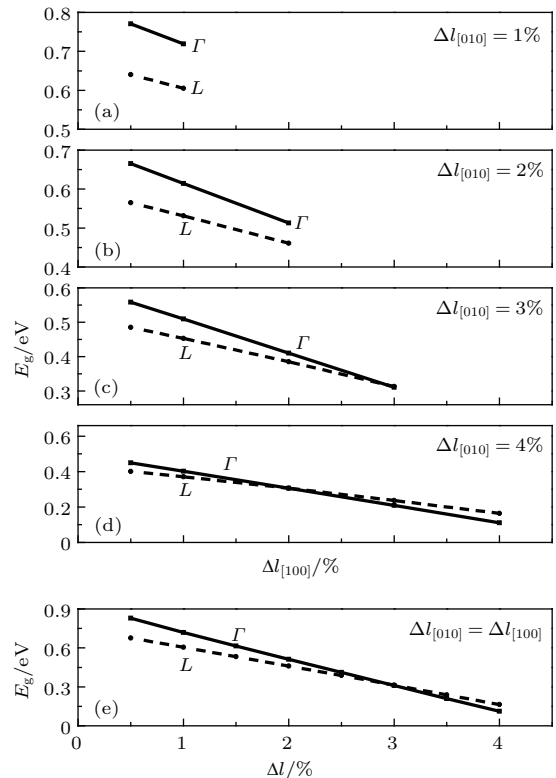 0.8
Δl[010] = 1%
0.7
Γ
0.6
L
(a)
0.5
0.7
Δl[010] = 2%
0.6
0.5
Γ
L
(b)
0.4
0.6
Δl[010] = 3%
0.5
Γ
0.4
L
0.3
(c)
Eg/eV
0.6
Δl[010] = 4%
0.4
Γ
0.2
L
(d)
0
Δl[100]/%
0.9
Δl[010] = Δl[100]
0.6
Γ
L
0.3
(e)
0
Eg/eV
0 1 2 3 4
Δl/%